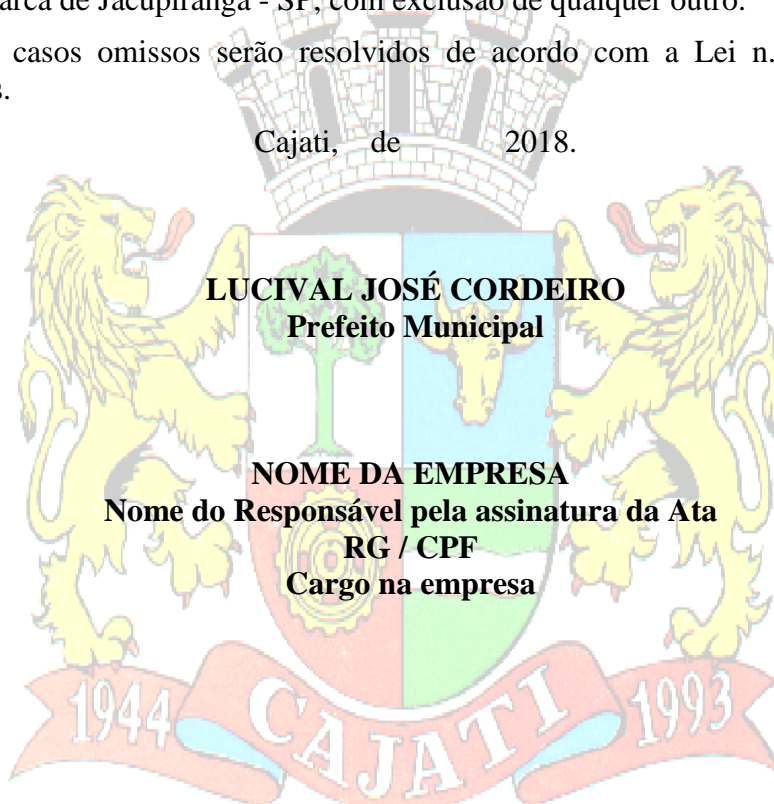 de Jacupiranga - SP, com exclusão de qualquer outro.
casos omissos serão resolvidos de acordo com a Lei n.
Cajati, de 2018.
LUCIVAL JOSÉ CORDEIRO
Prefeito Municipal
NOME DA EMPRESA
Nome do Responsável pela assinatura da Ata
RG / CPF
Cargo na empresa
1944 CAJATI 1993